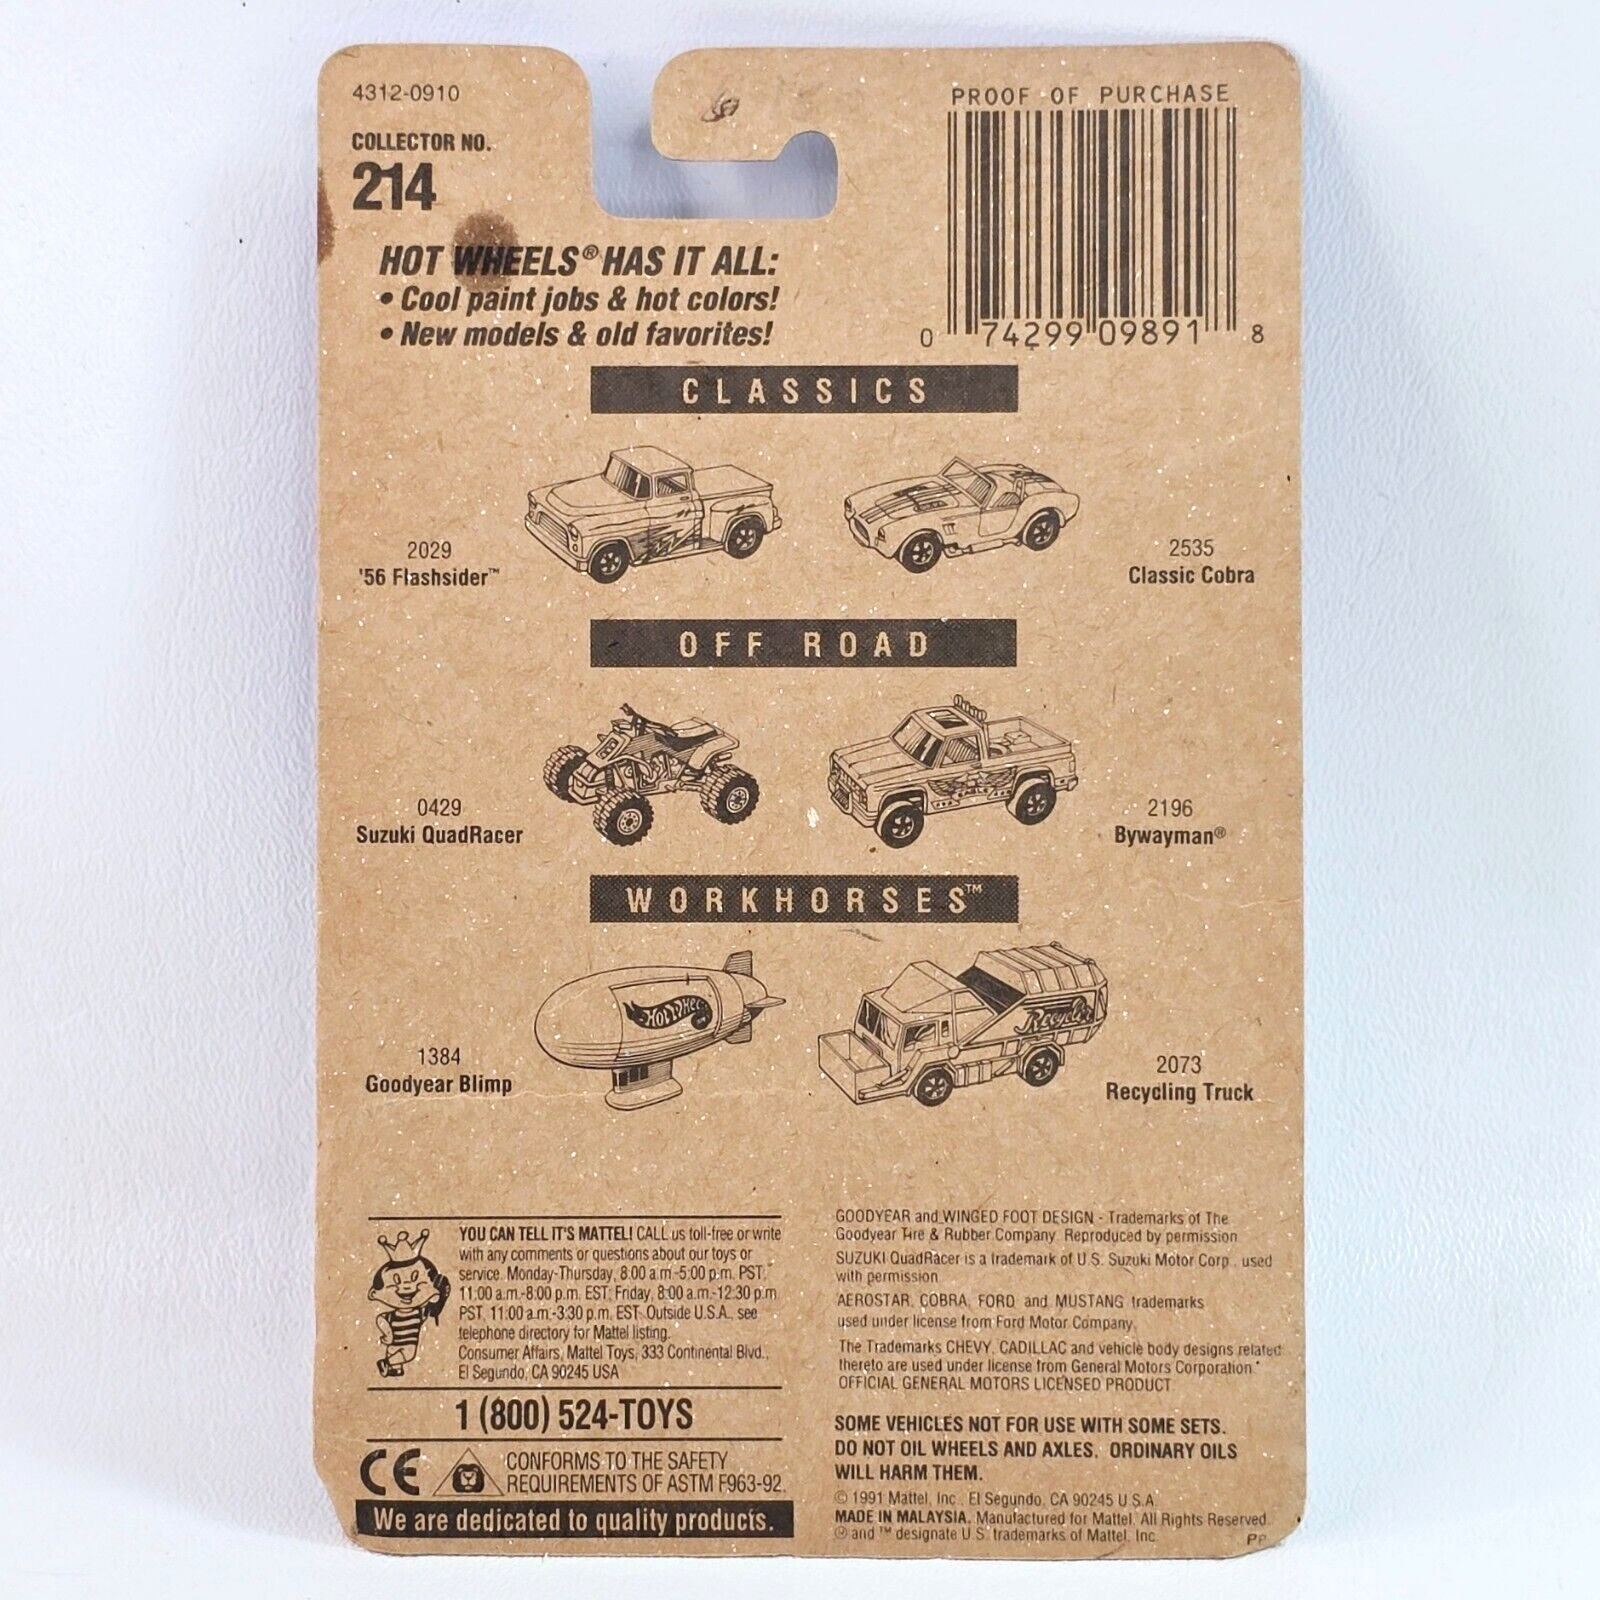 4312-0910
COLLECTOR NO.
214
PROOF OF PURCHASE
0 74299 09891 8
HOT WHEELS® HAS IT ALL:
• Cool paint jobs & hot colors!
• New models & old favorites!
CLASSICS
2029
'56 Flashsider™
2535
Classic Cobra
OFF ROAD
0429
Suzuki QuadRacer
EAGLE
2196
Bywayman®
WORKHORSES™
1384
Goodyear Blimp
HOT WHEELS
Recycler
2073
Recycling Truck
YOU CAN TELL IT'S MATTEL! CALL us toll-free or write
with any comments or questions about our toys or
service. Monday-Thursday, 8:00 a.m-5:00 p.m. PST,
11:00 a.m.-8:00 p.m. EST; Friday, 8:00 a.m.-12:30 p.m
PST, 11:00 a.m.-3:30 p.m. EST. Outside U.S.A., see
telephone directory for Mattel listing.
Consumer Affairs, Mattel Toys, 333 Continental Blvd.,
El Segundo, CA 90245 USA
1 (800) 524-TOYS
CE
CONFORMS TO THE SAFETY
REQUIREMENTS OF ASTM F963-92.
We are dedicated to quality products.
GOODYEAR and WINGED FOOT DESIGN - Trademarks of The
Goodyear Tire & Rubber Company. Reproduced by permission
SUZUKI QuadRacer is a trademark of U.S. Suzuki Motor Corp., used
with permission
AEROSTAR, COBRA, FORD and MUSTANG trademarks
used under license from Ford Motor Company.
The Trademarks CHEVY, CADILLAC and vehicle body designs related
thereto are used under license from General Motors Corporation.
OFFICIAL GENERAL MOTORS LICENSED PRODUCT
SOME VEHICLES NOT FOR USE WITH SOME SETS.
DO NOT OIL WHEELS AND AXLES. ORDINARY OILS
WILL HARM THEM.
© 1991 Mattel, Inc., El Segundo, CA 90245 U.S.A.
MADE IN MALAYSIA. Manufactured for Mattel. All Rights Reserved.
® and ™ designate U.S. trademarks of Mattel, Inc.
PP